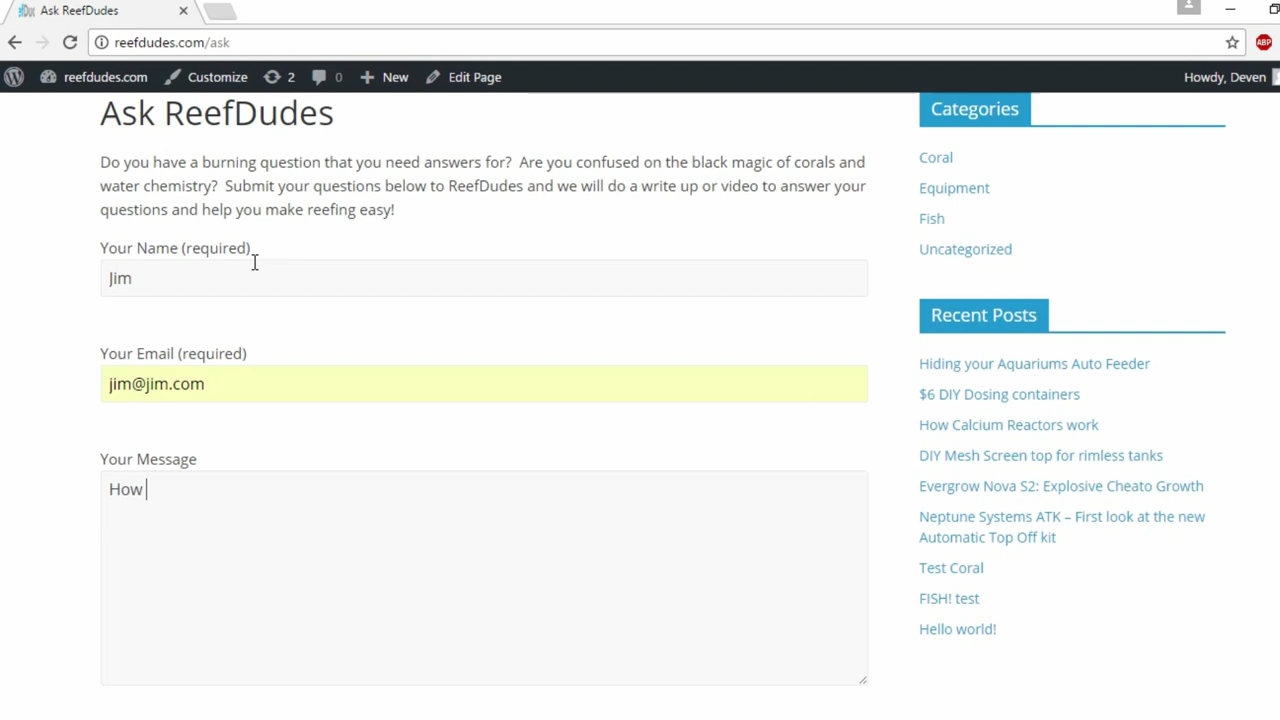 Ask ReefDudes
reefdudes.com/ask
ABP
reefdudes.com
Customize
2
0
New
Edit Page
Howdy, Deven
Ask ReefDudes
Do you have a burning question that you need answers for? Are you confused on the black magic of corals and
water chemistry? Submit your questions below to ReefDudes and we will do a write up or video to answer your
questions and help you make reefing easy!
Your Name (required)
Jim
Your Email (required)
jim@jim.com
Your Message
How
Categories
Coral
Equipment
Fish
Uncategorized
Recent Posts
Hiding your Aquariums Auto Feeder
$6 DIY Dosing containers
How Calcium Reactors work
DIY Mesh Screen top for rimless tanks
Evergrow Nova S2: Explosive Cheato Growth
Neptune Systems ATK – First look at the new
Automatic Top Off kit
Test Coral
FISH! test
Hello world!